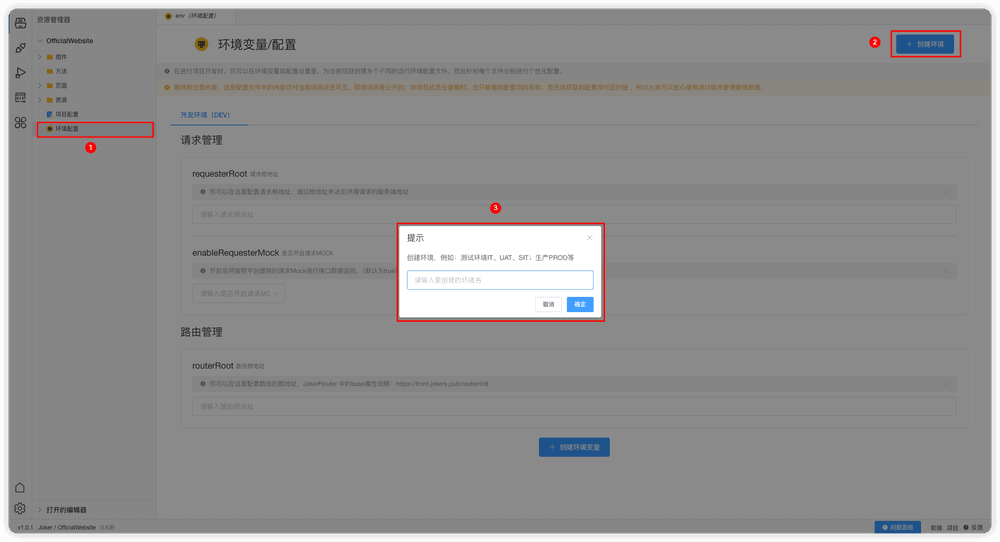 资源管理器
env（环境配置）
OfficialWebsite
组件
方法
页面
资源
项目配置
环境配置
1
环境变量/配置
2
创建环境
在进行项目开发时，你可以在环境变量或配置设置里，为当前项目创建多个不同的运行环境配置文件，然后针对每个文件分别进行个性化配置。
开发环境（DEV）
请求管理
requesterRoot 请求根地址
你可以在这里配置请求根地址，通过根地址来决定环境请求的服务端地址
请输入请求根地址
3
enableRequesterMock 是否开启请求MOCK
开启后将按照平台提供的请求Mock进行接口数据返回，（默认为true
请输入是否开启请求MC
提示
创建环境，例如：测试环境IT、UAT、SIT；生产PROD等
请输入要创建的环境名
取消
确定
路由管理
routerRoot 路由根地址
你可以在这里配置路由的跟地址，JokerRouter 中的base属性说明：https://front.jokers.pub/router/init
请输入路由根地址
创建环境变量
打开的编辑器
v1.0.1
Joker / OfficialWebsite
问题面板
前端
项目
反馈